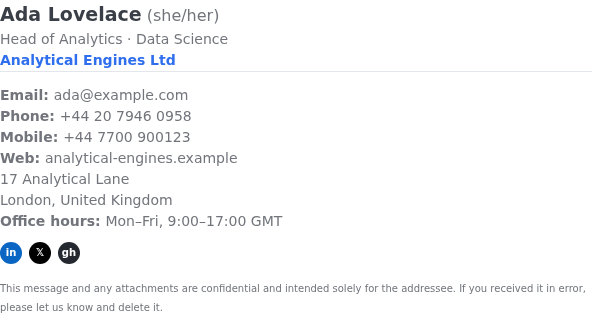 Ada Lovelace (she/her)
Head of Analytics · Data Science
Analytical Engines Ltd
Email: ada@example.com
Phone: +44 20 7946 0958
Mobile: +44 7700 900123
Web: analytical-engines.example
17 Analytical Lane
London, United Kingdom
Office hours: Mon–Fri, 9:00–17:00 GMT
in 𝕏 gh
This message and any attachments are confidential and intended solely for the addressee. If you received it in error,
please let us know and delete it.